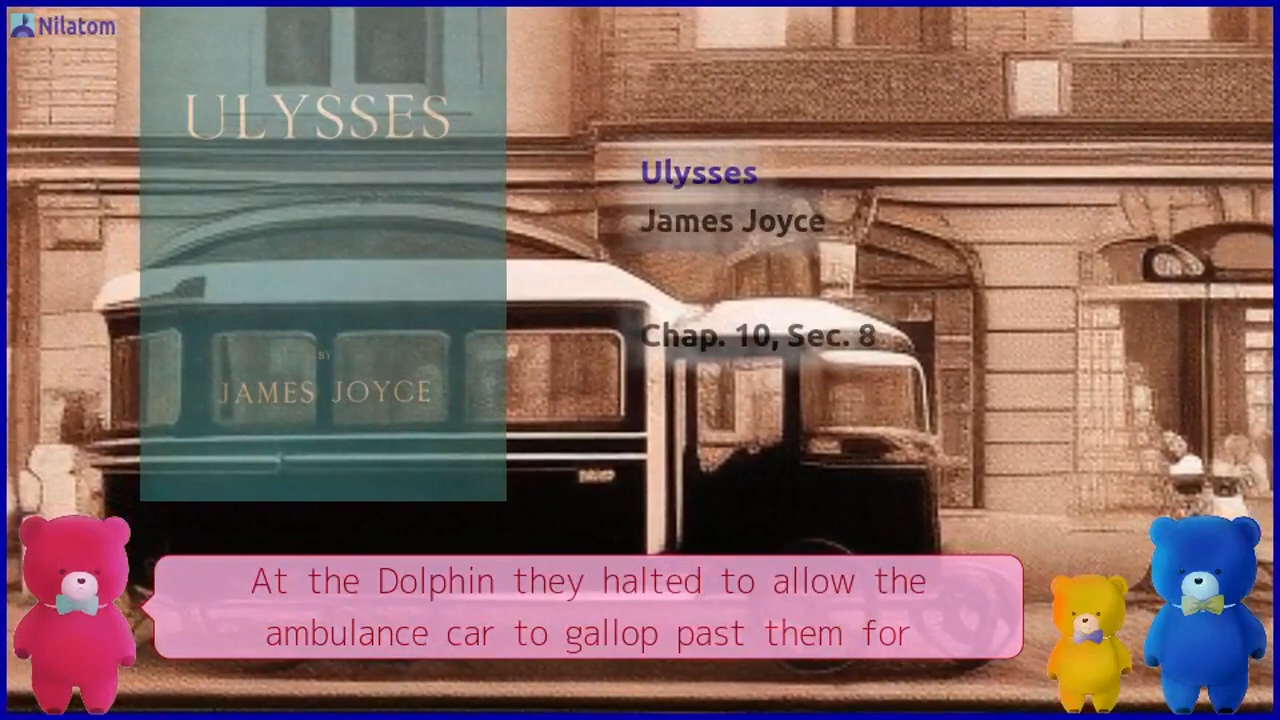 Nilatom
ULYSSES
BY
JAMES JOYCE
Ulysses
James Joyce
Chap. 10, Sec. 8
At the Dolphin they halted to allow the
ambulance car to gallop past them for